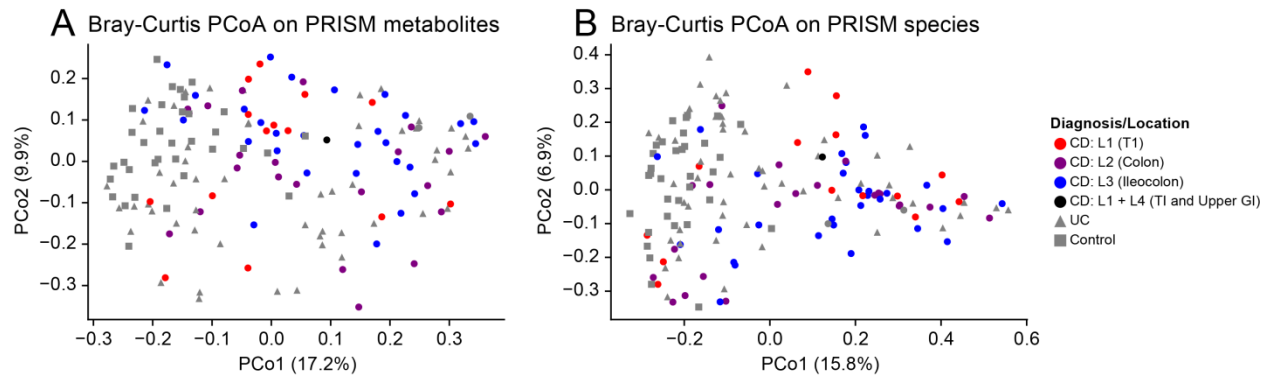 A Bray-Curtis PCoA on PRISM metabolites
0.2
0.1
0.0
−0.1
−0.2
−0.3
PCo2 (9.9%)
−0.3 −0.2 −0.1 0.0 0.1 0.2 0.3
PCo1 (17.2%)
B Bray-Curtis PCoA on PRISM species
0.4
0.3
0.2
0.1
0.0
−0.1
−0.2
−0.3
PCo2 (6.9%)
−0.2 0.0 0.2 0.4 0.6
PCo1 (15.8%)
Diagnosis/Location
CD: L1 (T1)
CD: L2 (Colon)
CD: L3 (Ileocolon)
CD: L1 + L4 (TI and Upper GI)
UC
Control